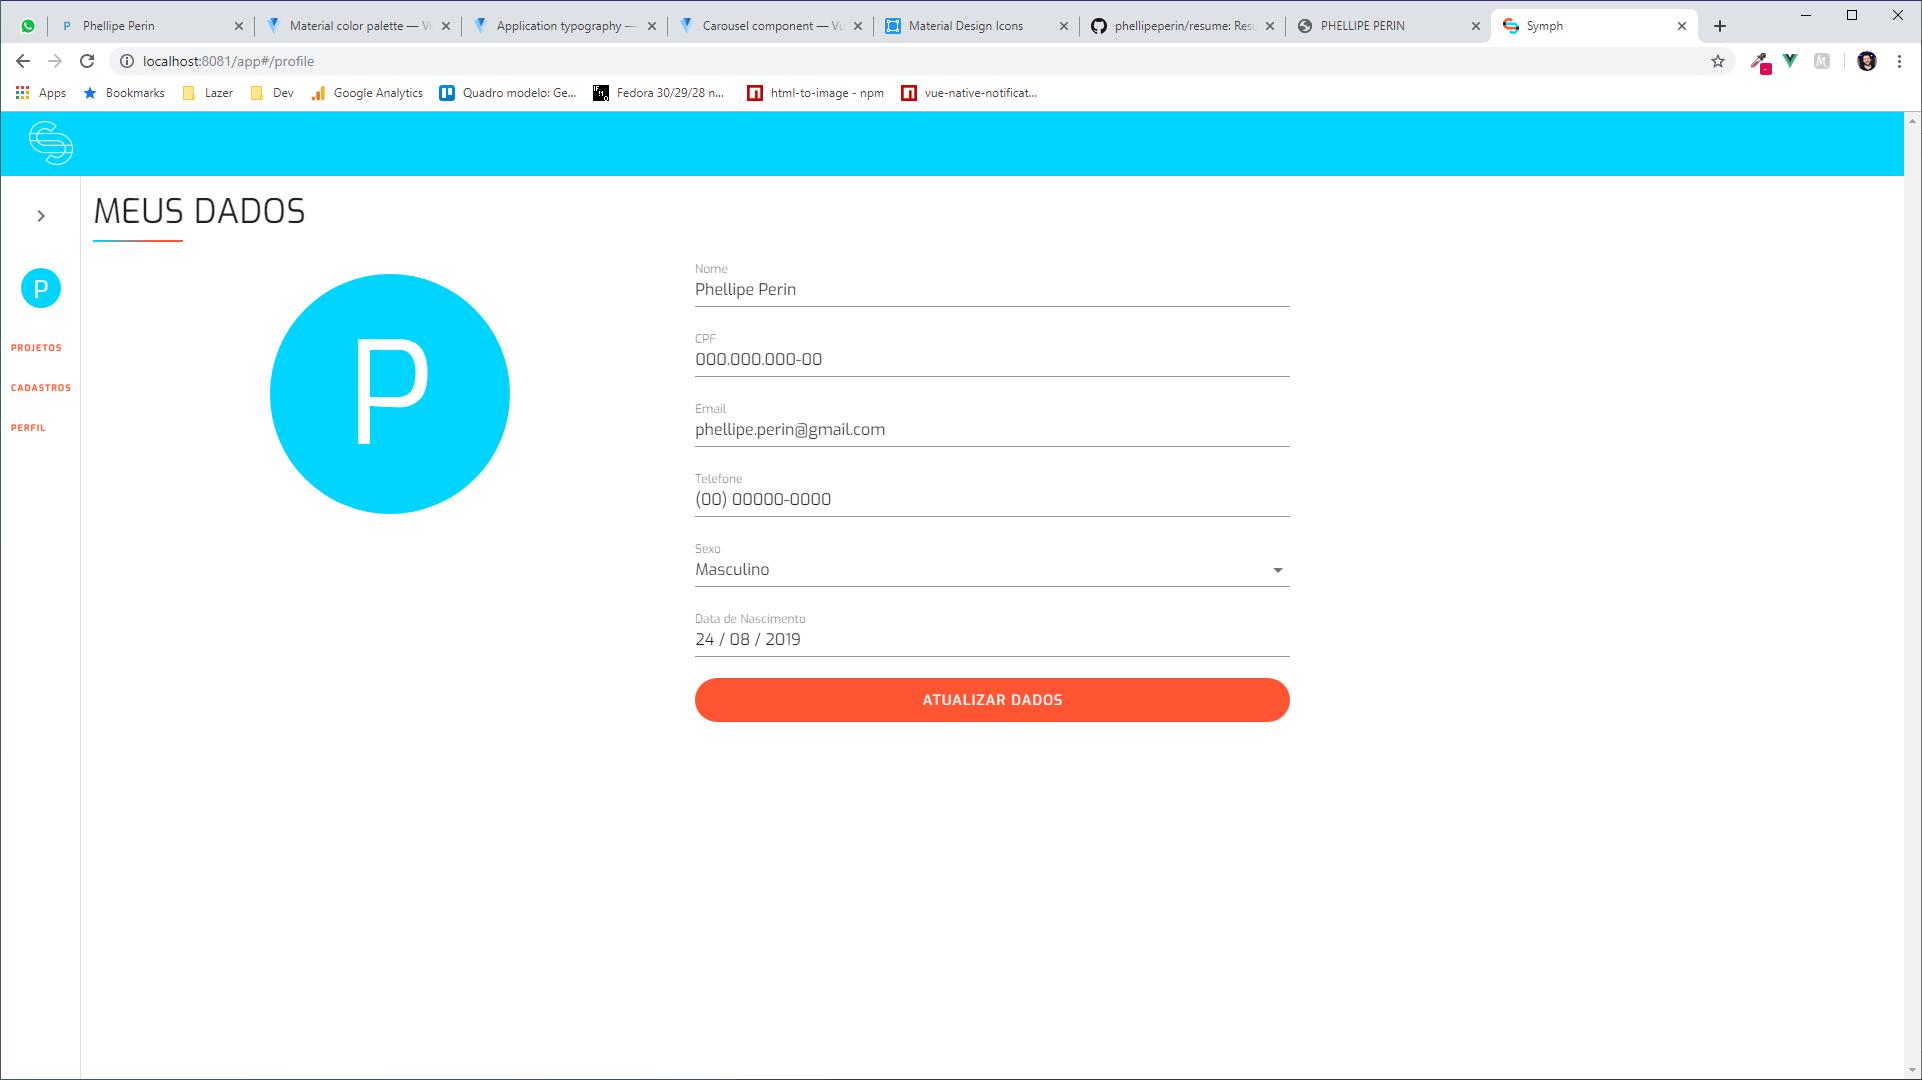 Phellipe Perin
Material color palette — Vu
Application typography —
Carousel component — Vu
Material Design Icons
phellipeperin/resume: Resu
PHELLIPE PERIN
Symph
localhost:8081/app#/profile
Apps
Bookmarks
Lazer
Dev
Google Analytics
Quadro modelo: Ge...
Fedora 30/29/28 n...
html-to-image - npm
vue-native-notificat...
MEUS DADOS
P
PROJETOS
CADASTROS
PERFIL
P
Nome
Phellipe Perin
CPF
000.000.000-00
Email
phellipe.perin@gmail.com
Telefone
(00) 00000-0000
Sexo
Masculino
Data de Nascimento
24 / 08 / 2019
ATUALIZAR DADOS